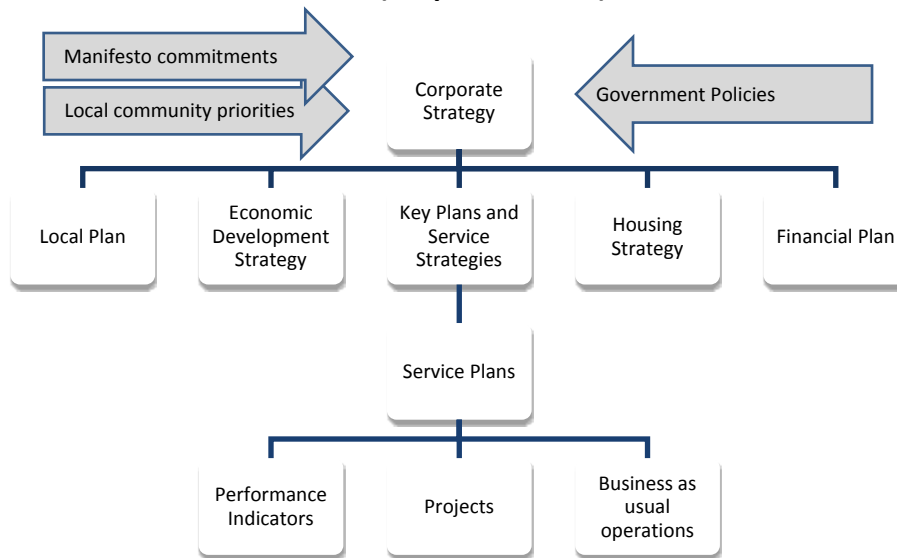 Manifesto commitments
Local community priorities
Corporate
Strategy
Government Policies
Local Plan
Economic
Development
Strategy
Key Plans and
Service
Strategies
Housing
Strategy
Financial Plan
Service Plans
Performance
Indicators
Projects
Business as
usual
operations